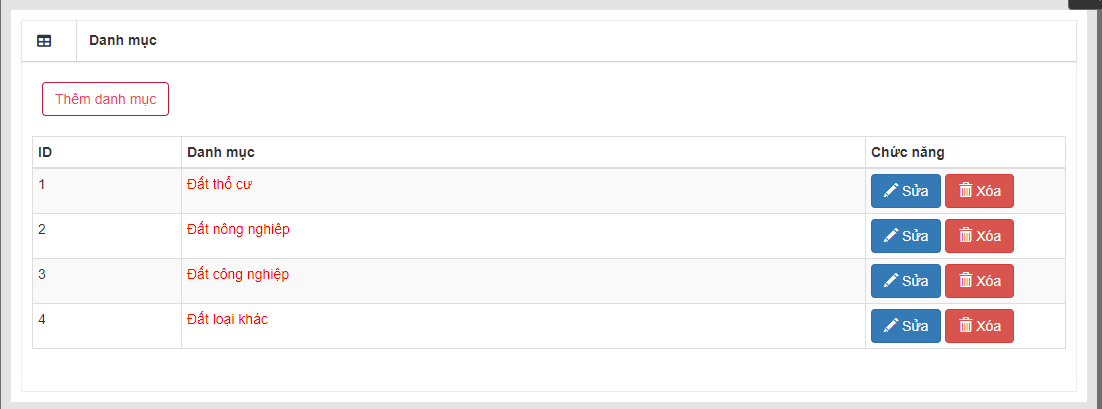 Danh mục
Thêm danh mục
ID Danh mục Chức năng
1 Đất thổ cư Sửa Xóa
2 Đất nông nghiệp Sửa Xóa
3 Đất công nghiệp Sửa Xóa
4 Đất loại khác Sửa Xóa